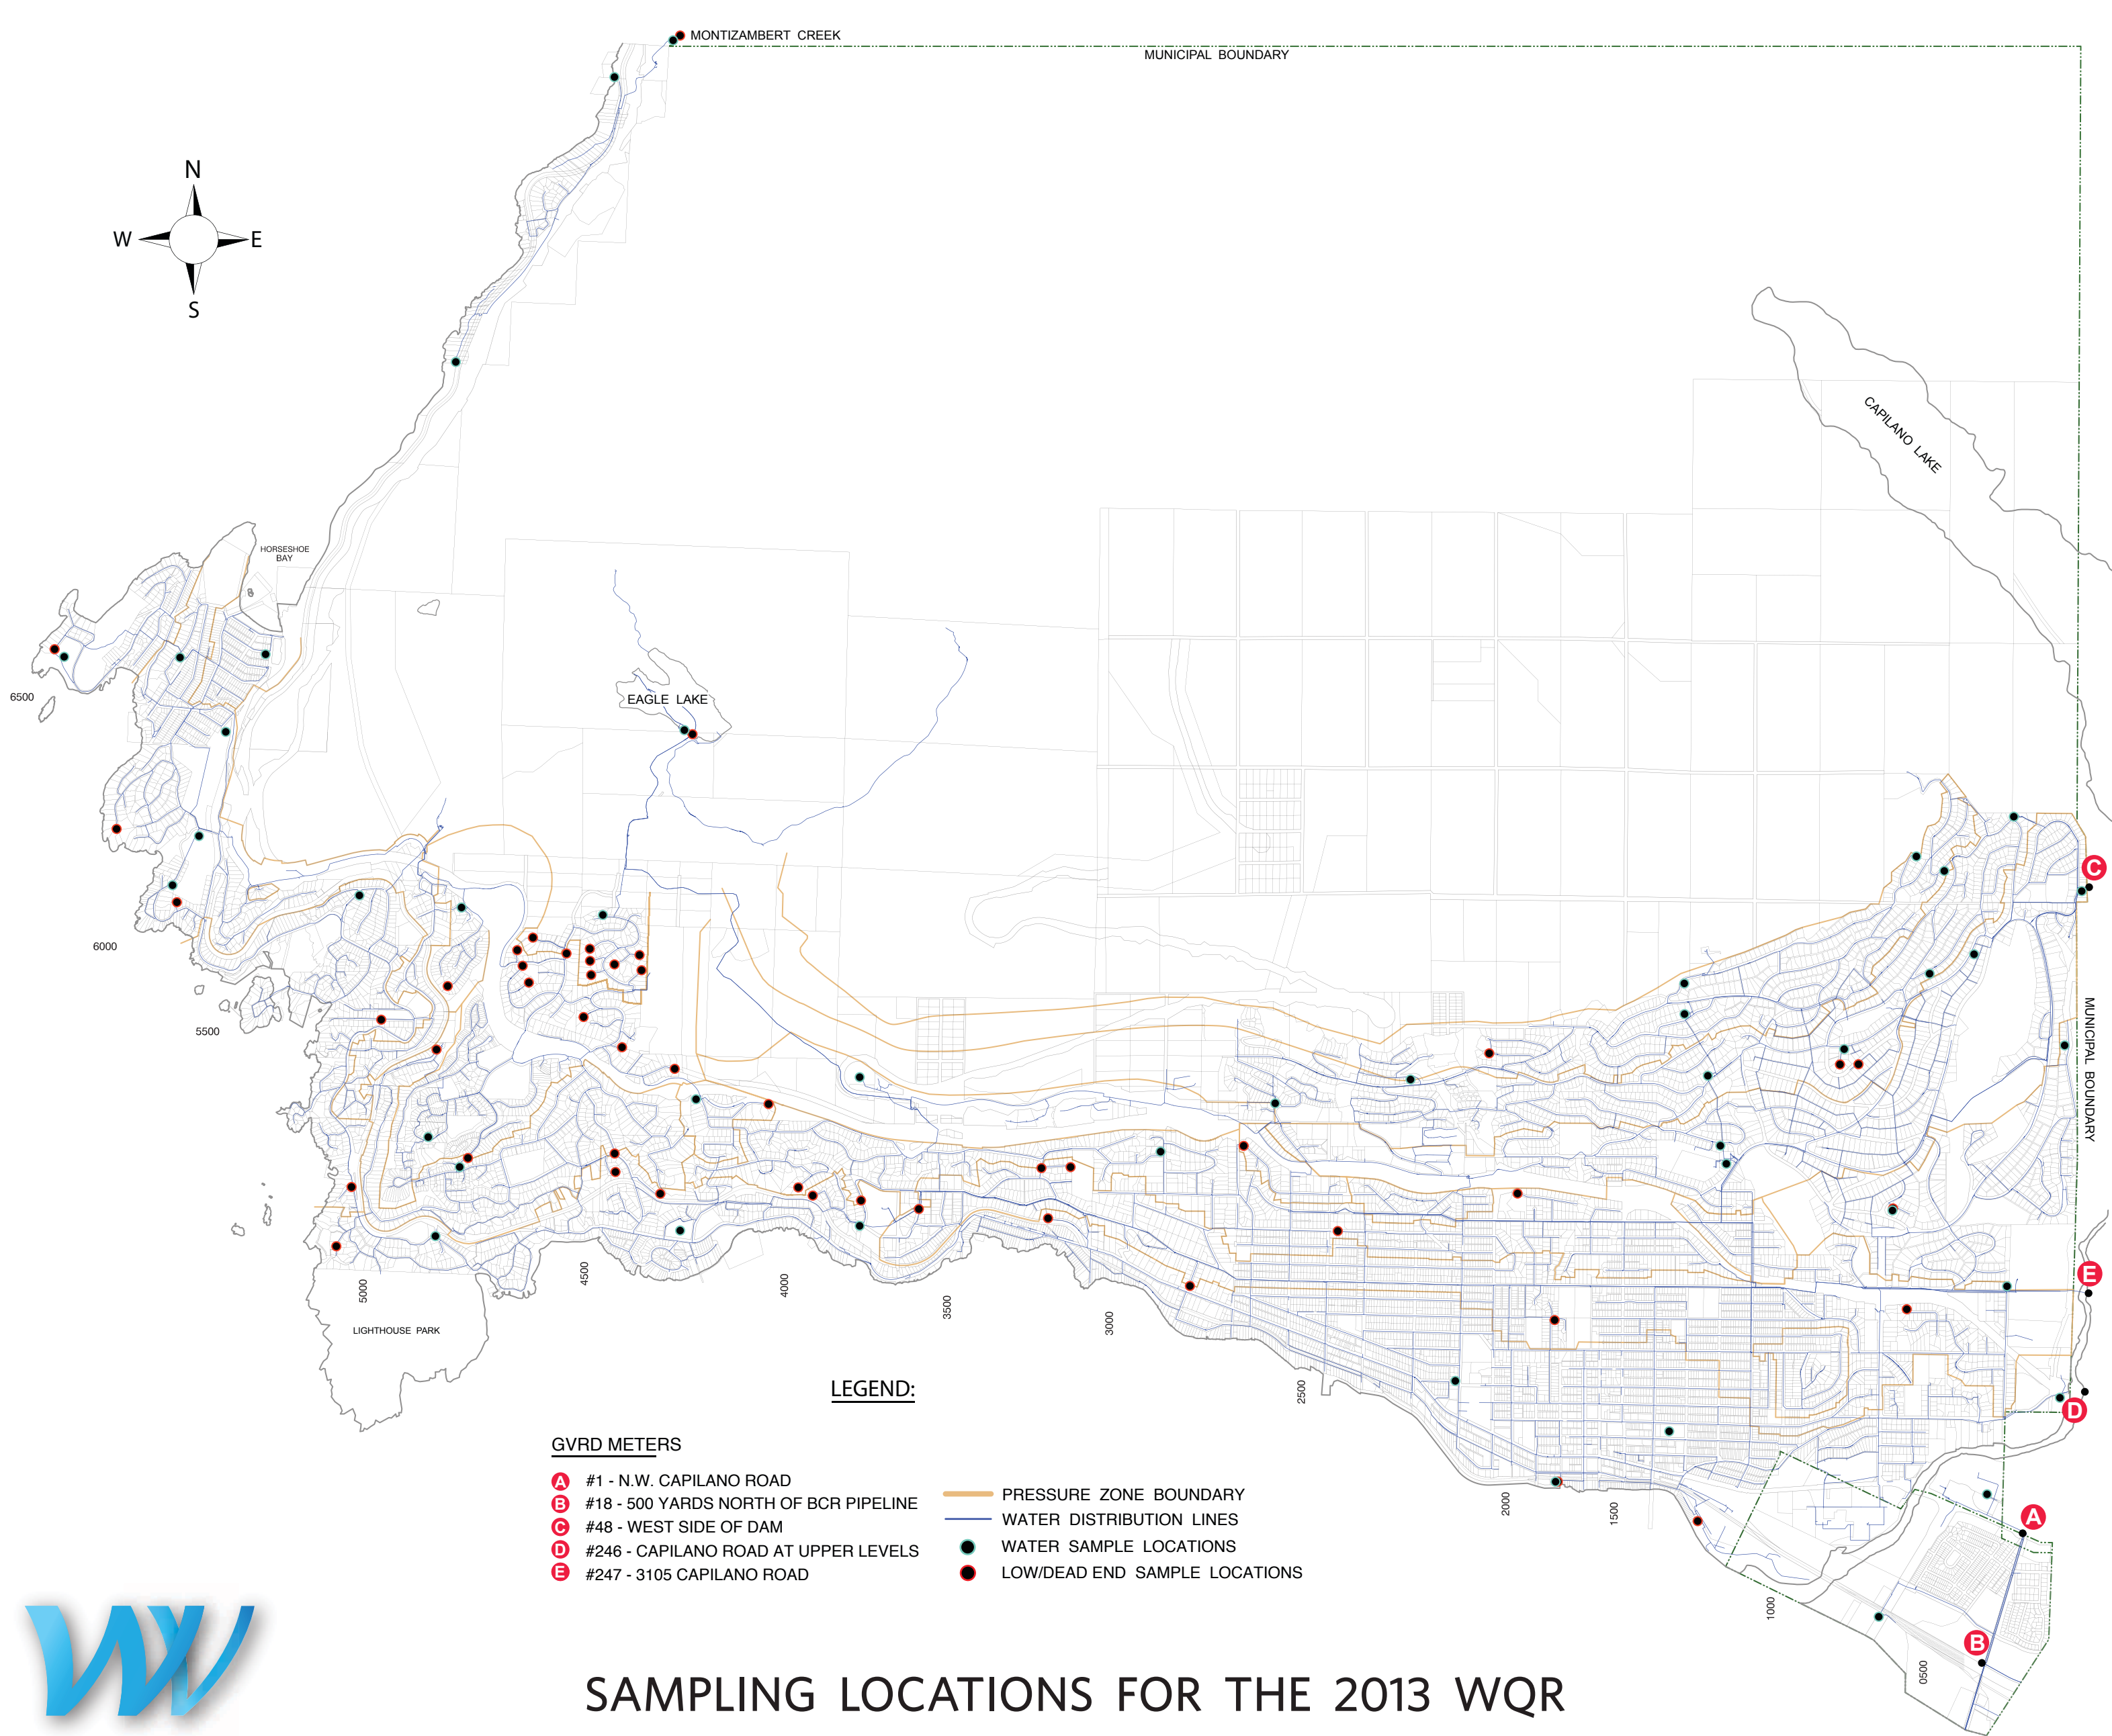 MONTIZAMBERT CREEK
MUNICIPAL BOUNDARY
N
W
E
S
CAPILANO LAKE
HORSESHOE
BAY
6500
EAGLE LAKE
C
6000
5500
MUNICIPAL BOUNDARY
E
5000
4500
4000
3500
3000
2500
2000
1500
1000
0500
LIGHTHOUSE PARK
D
A
B
LEGEND:
GVRD METERS
A #1 - N.W. CAPILANO ROAD
B #18 - 500 YARDS NORTH OF BCR PIPELINE
C #48 - WEST SIDE OF DAM
D #246 - CAPILANO ROAD AT UPPER LEVELS
E #247 - 3105 CAPILANO ROAD
PRESSURE ZONE BOUNDARY
WATER DISTRIBUTION LINES
WATER SAMPLE LOCATIONS
LOW/DEAD END SAMPLE LOCATIONS
SAMPLING LOCATIONS FOR THE 2013 WQR